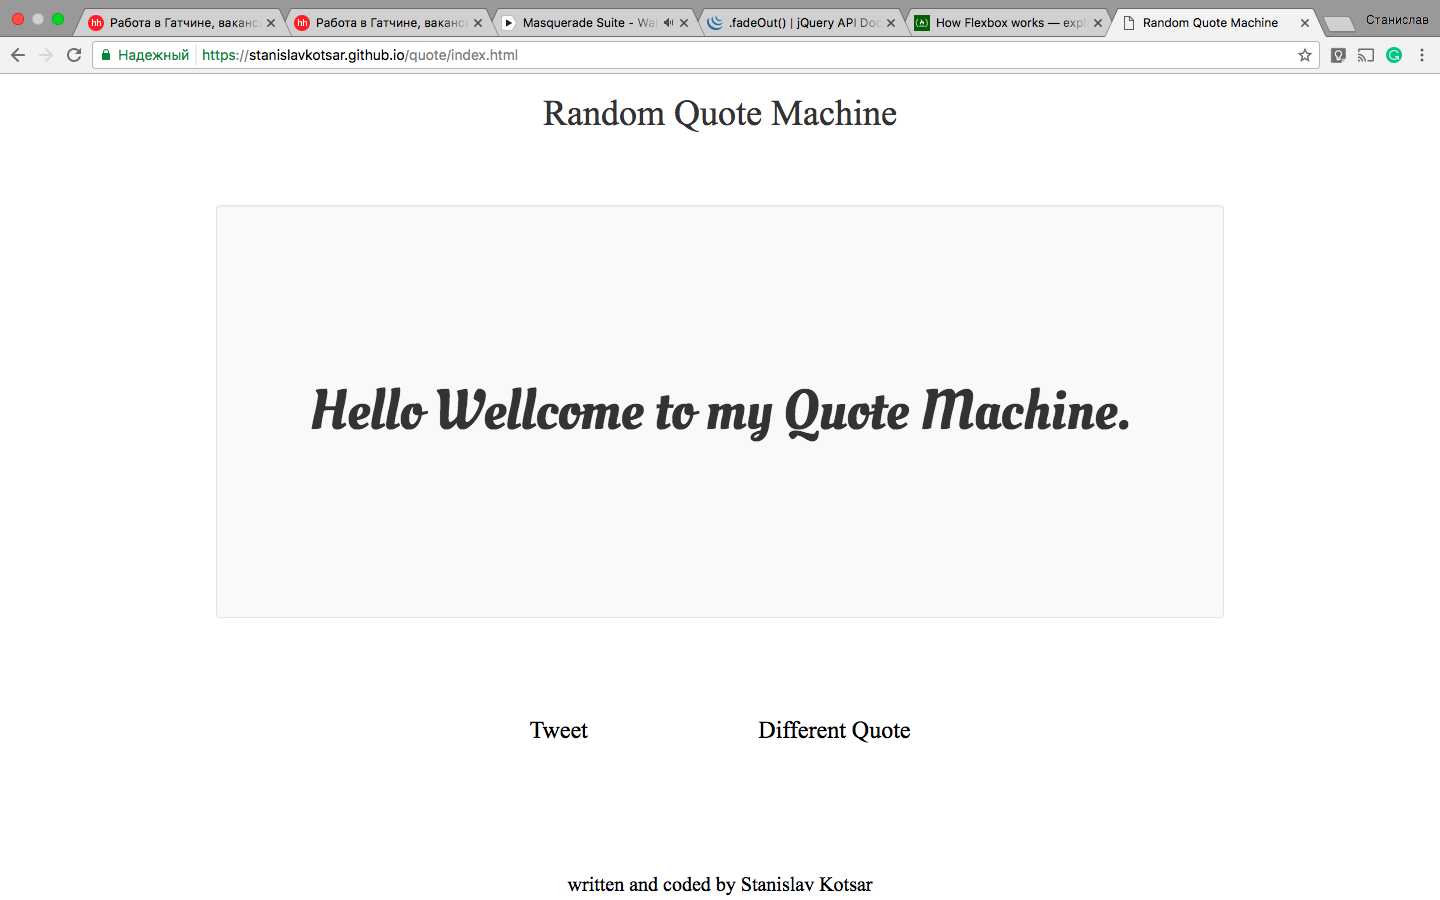 Работа в Гатчине, ваканс
Работа в Гатчине, ваканс
Masquerade Suite - Wal
.fadeOut() | jQuery API Doc
How Flexbox works — expl
Random Quote Machine
Станислав
Надежный
https://stanislavkotsar.github.io/quote/index.html
Random Quote Machine
Hello Wellcome to my Quote Machine.
Tweet
Different Quote
written and coded by Stanislav Kotsar